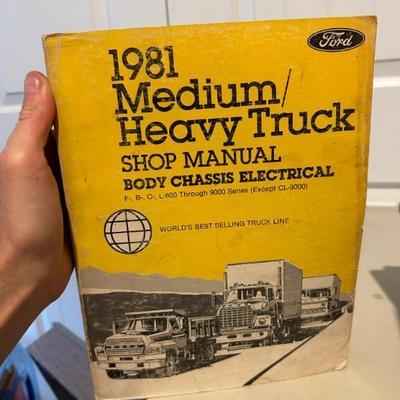 Ford
1981
Medium/
Heavy Truck
SHOP MANUAL
BODY CHASSIS ELECTRICAL
F-, B-, C-, L-600 Through 9000 Series (Except CL-9000)
WORLD'S BEST SELLING TRUCK LINE